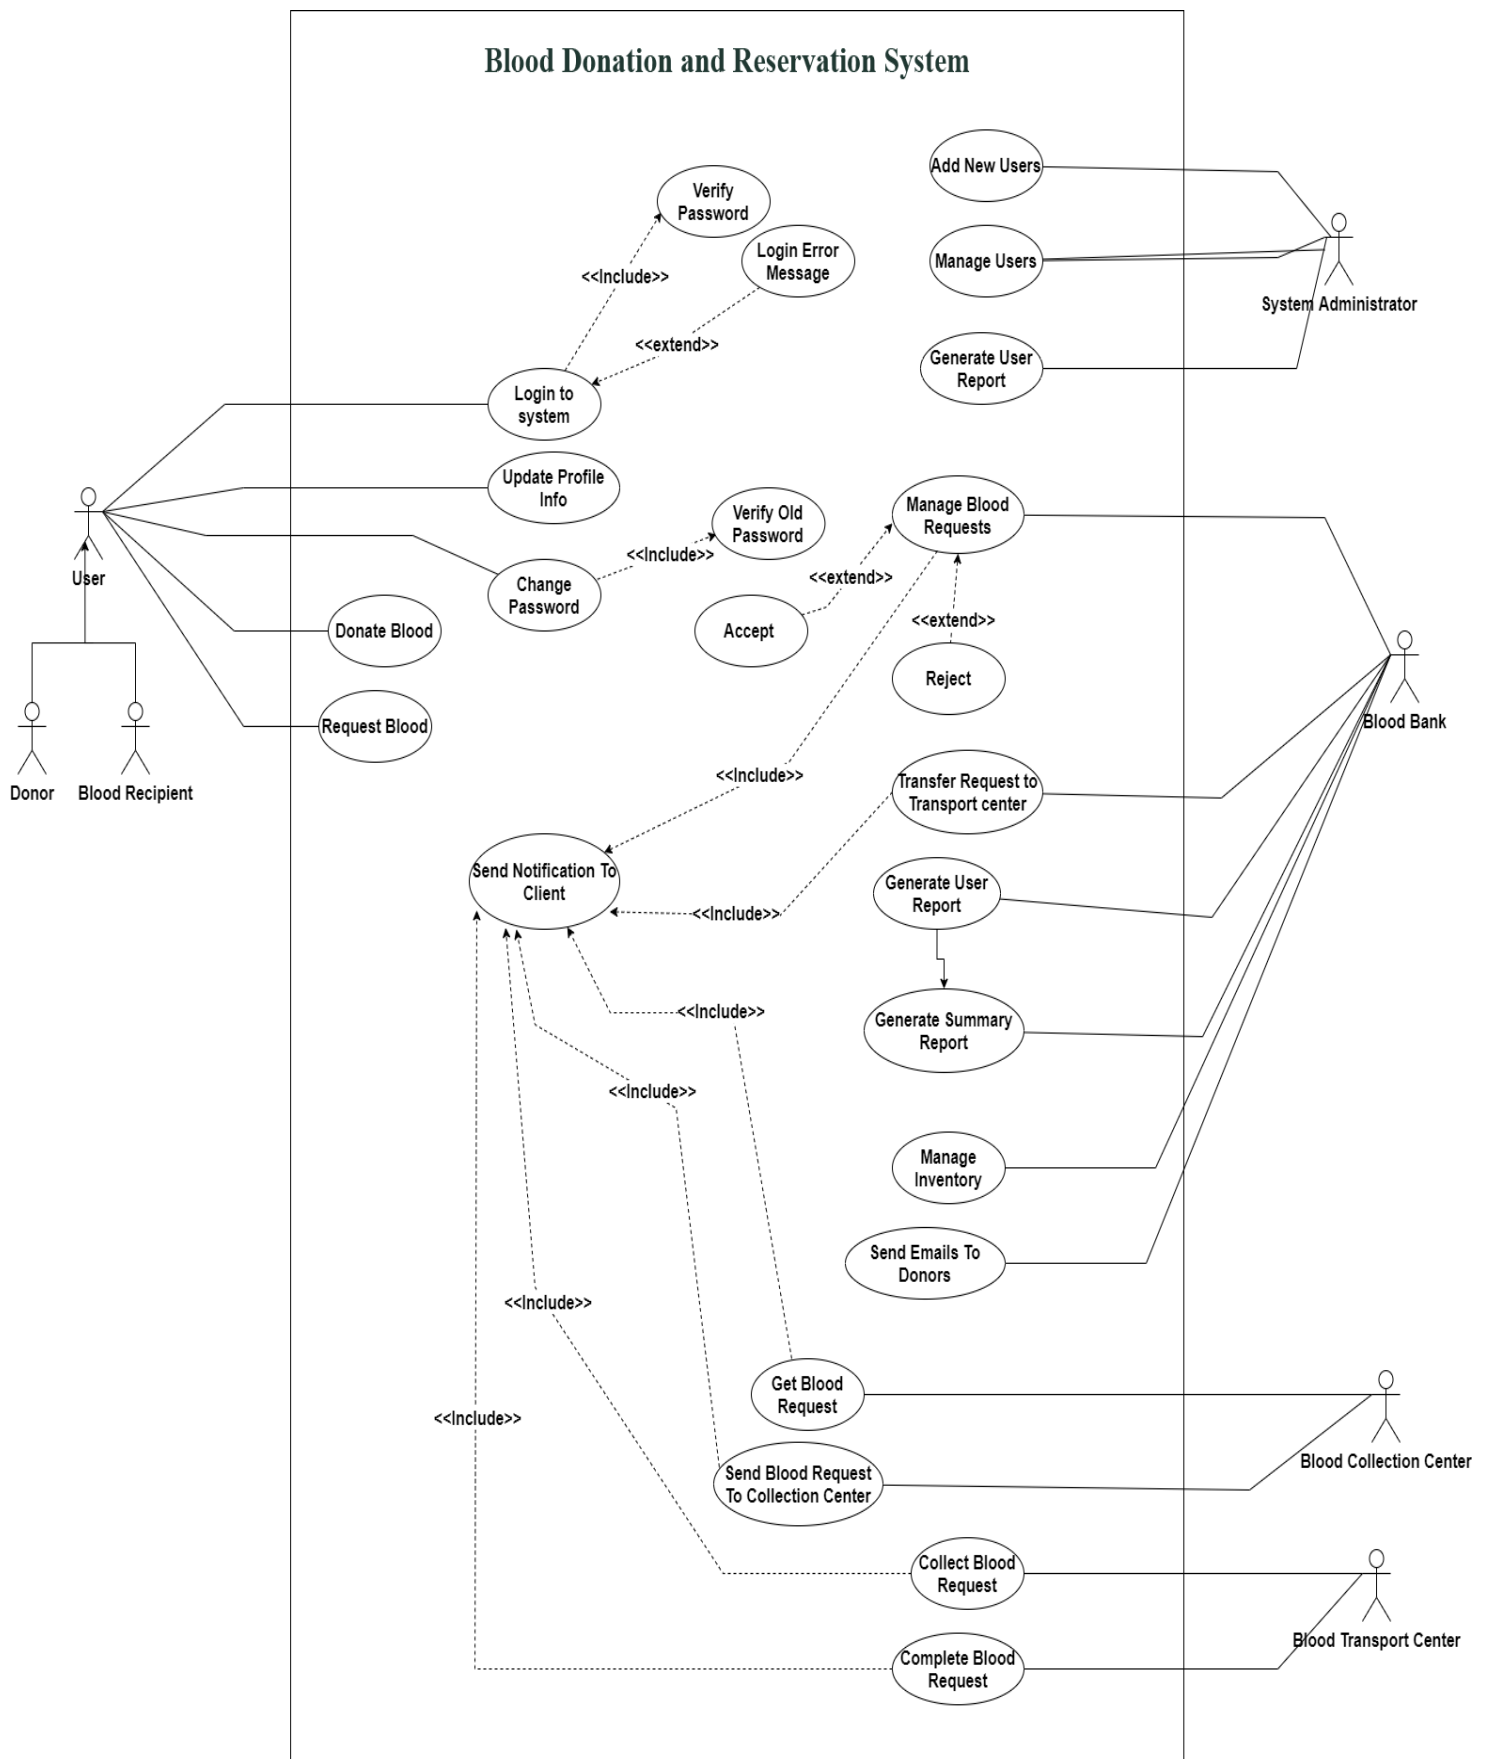 Blood Donation and Reservation System
Verify
Password
Add New Users
<<Include>>
Login Error
Message
Manage Users
System Administrator
<<extend>>
Generate User
Report
Login to
system
Update Profile
Info
Verify Old
Password
Manage Blood
Requests
<<Include>>
User
Change
Password
<<extend>>
Donate Blood
Accept
<<extend>>
Reject
Request Blood
Blood Bank
Donor
Blood Recipient
<<Include>>
Transfer Request to
Transport center
Send Notification To
Client
<<Include>>
Generate User
Report
<<Include>>
Generate Summary
Report
<<Include>>
Manage
Inventory
Send Emails To
Donors
<<Include>>
Get Blood
Request
<<Include>>
Blood Collection Center
Send Blood Request
To Collection Center
Collect Blood
Request
Blood Transport Center
Complete Blood
Request